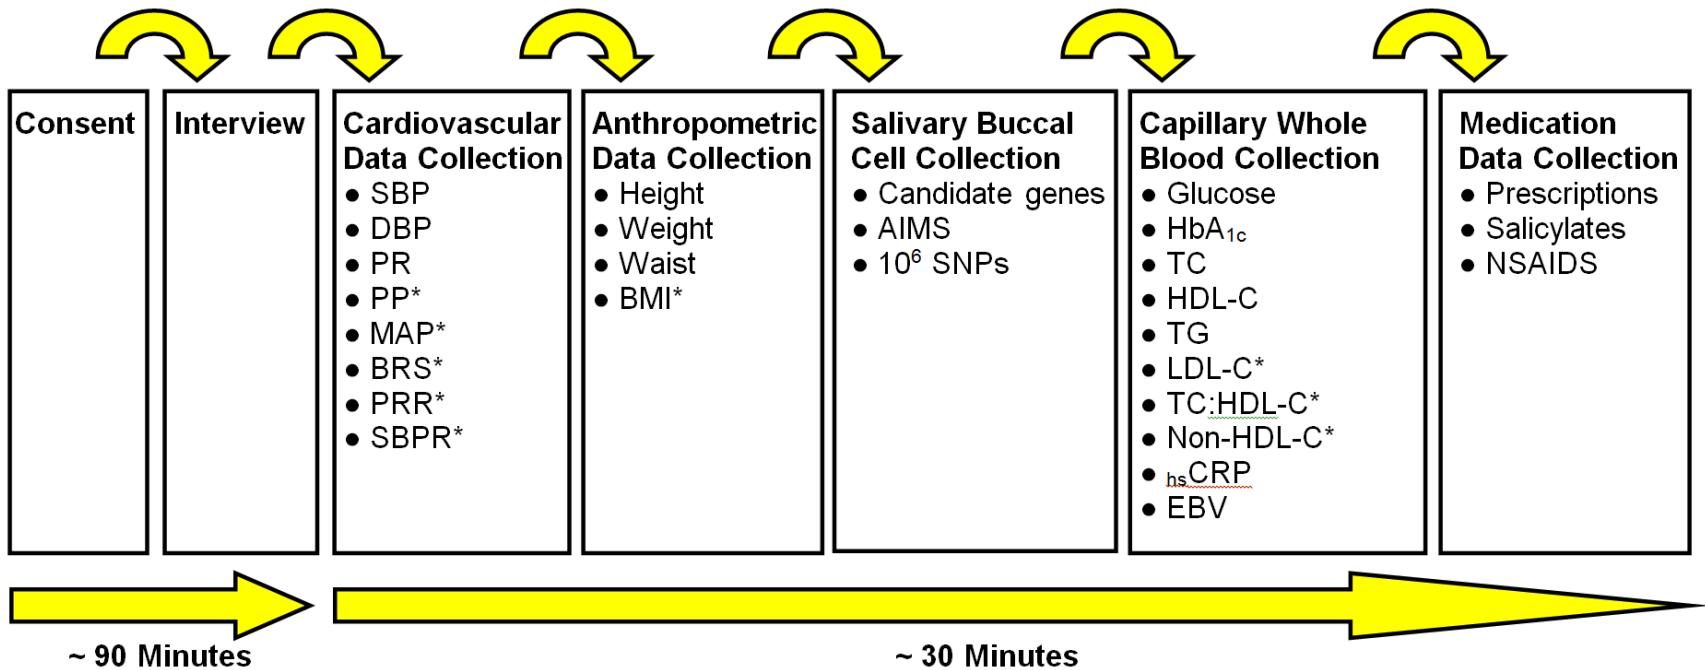 Consent
Interview
Cardiovascular
Data Collection
● SBP
● DBP
● PR
● PP*
● MAP*
● BRS*
● PRR*
● SBPR*
Anthropometric
Data Collection
● Height
● Weight
● Waist
● BMI*
Salivary Buccal
Cell Collection
● Candidate genes
● AIMS
● 10⁶ SNPs
Capillary Whole
Blood Collection
● Glucose
● HbA1c
● TC
● HDL-C
● TG
● LDL-C*
● TC:HDL-C*
● Non-HDL-C*
● hsCRP
● EBV
Medication
Data Collection
● Prescriptions
● Salicylates
● NSAIDS
~ 90 Minutes
~ 30 Minutes